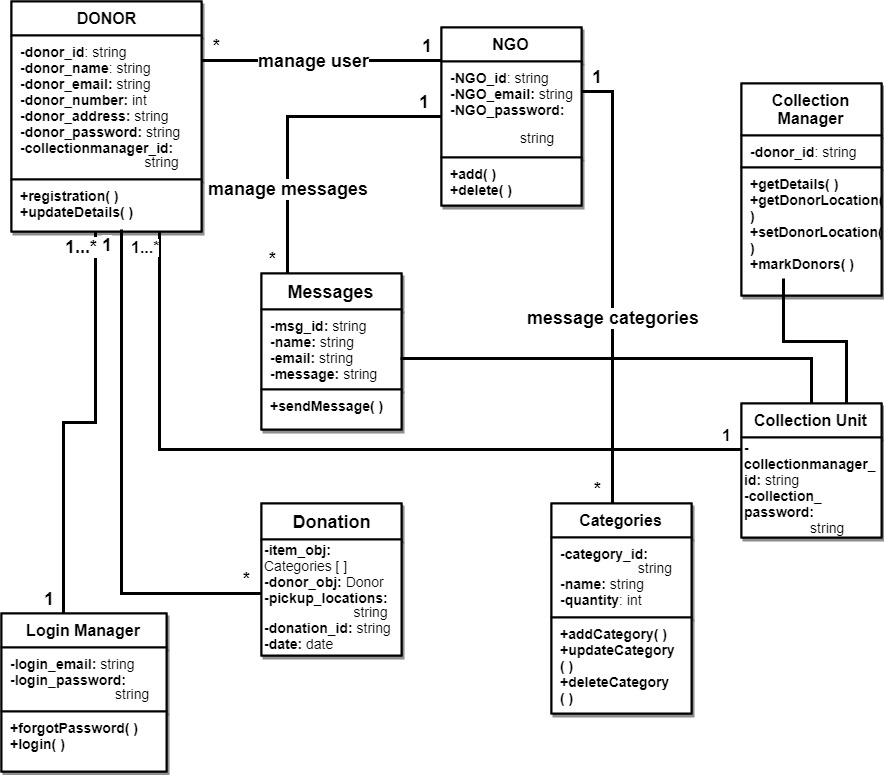 DONOR
-donor_id: string
-donor_name: string
-donor_email: string
-donor_number: int
-donor_address: string
-donor_password: string
-collectionmanager_id:
string
+registration( )
+updateDetails( )
*
manage user
1
NGO
-NGO_id: string
-NGO_email: string
-NGO_password:
string
+add( )
+delete( )
1
1
manage messages
*
Collection
Manager
-donor_id: string
+getDetails( )
+getDonorLocation(
)
+setDonorLocation(
)
+markDonors( )
1...*
1
1...*
Messages
-msg_id: string
-name: string
-email: string
-message: string
+sendMessage( )
message categories
*
1
Collection Unit
-
collectionmanager_
id: string
-collection_
password:
string
Donation
-item_obj:
Categories [ ]
-donor_obj: Donor
-pickup_locations:
string
-donation_id: string
-date: date
*
Categories
-category_id:
string
-name: string
-quantity: int
+addCategory( )
+updateCategory
( )
+deleteCategory
( )
1
Login Manager
-login_email: string
-login_password:
string
+forgotPassword( )
+login( )